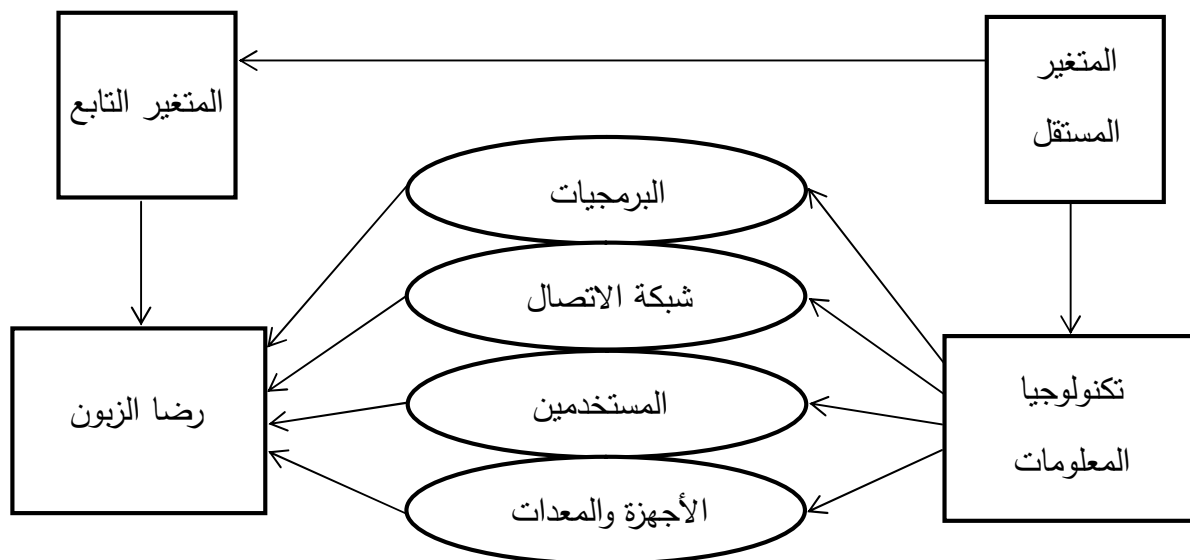 المتغير
المستقل
المتغير التابع
البرمجيات
شبكة الاتصال
المستخدمين
الأجهزة والمعدات
تكنولوجيا
المعلومات
رضا الزبون